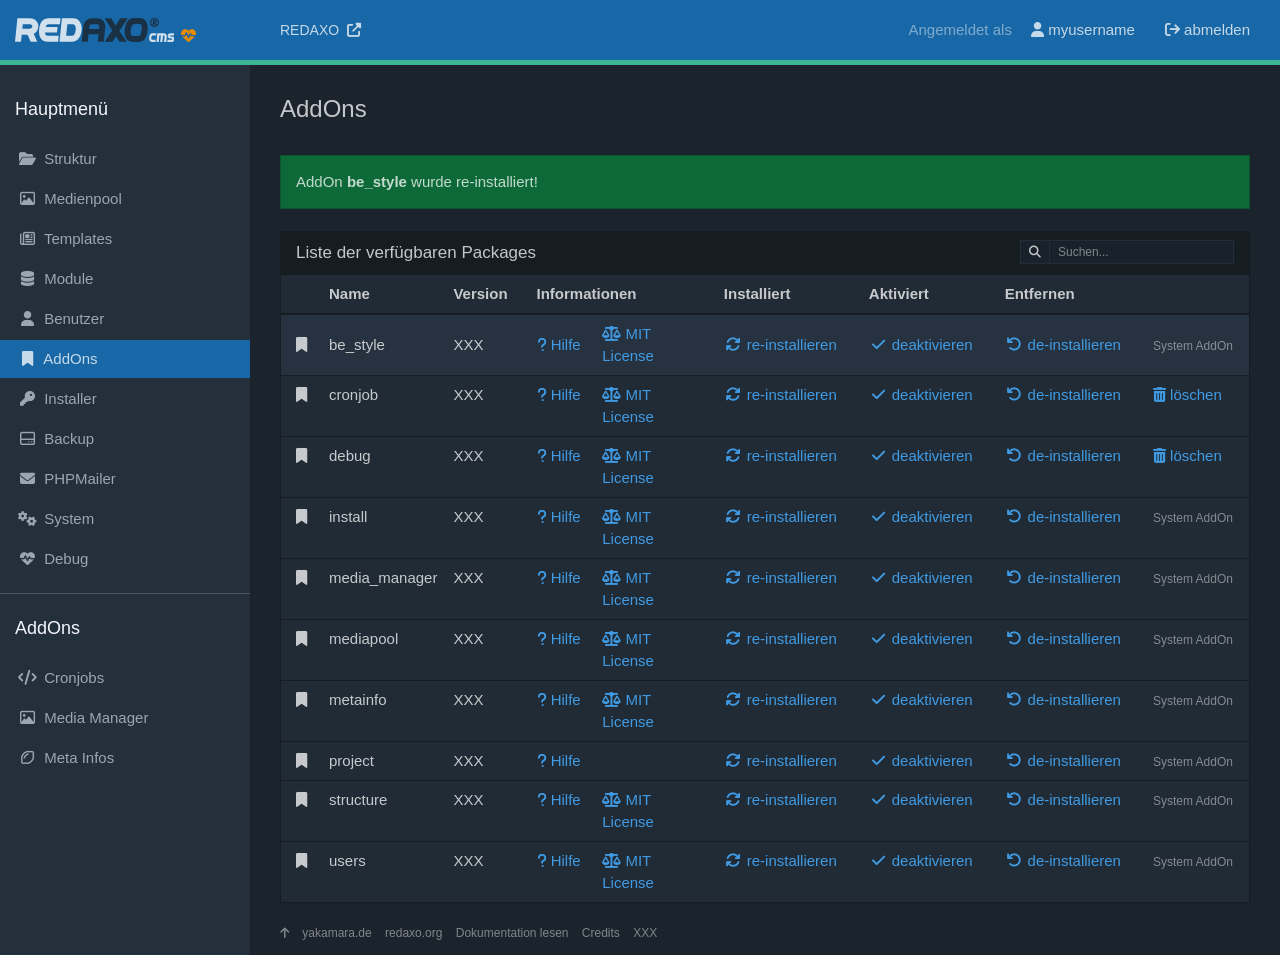 REDAXO® cms
REDAXO
Angemeldet als myusername abmelden
Hauptmenü
Struktur
Medienpool
Templates
Module
Benutzer
AddOns
Installer
Backup
PHPMailer
System
Debug
AddOns
Cronjobs
Media Manager
Meta Infos
AddOns
AddOn be_style wurde re-installiert!
Liste der verfügbaren Packages
Suchen...
Name Version Informationen Installiert Aktiviert Entfernen
be_style XXX Hilfe MIT License re-installieren deaktivieren de-installieren System AddOn
cronjob XXX Hilfe MIT License re-installieren deaktivieren de-installieren löschen
debug XXX Hilfe MIT License re-installieren deaktivieren de-installieren löschen
install XXX Hilfe MIT License re-installieren deaktivieren de-installieren System AddOn
media_manager XXX Hilfe MIT License re-installieren deaktivieren de-installieren System AddOn
mediapool XXX Hilfe MIT License re-installieren deaktivieren de-installieren System AddOn
metainfo XXX Hilfe MIT License re-installieren deaktivieren de-installieren System AddOn
project XXX Hilfe re-installieren deaktivieren de-installieren System AddOn
structure XXX Hilfe MIT License re-installieren deaktivieren de-installieren System AddOn
users XXX Hilfe MIT License re-installieren deaktivieren de-installieren System AddOn
yakamara.de redaxo.org Dokumentation lesen Credits XXX